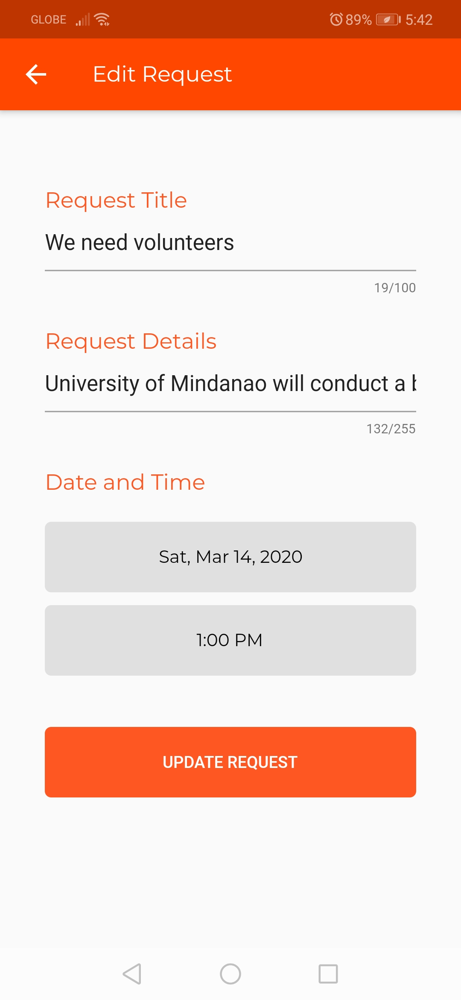 GLOBE 89% 5:42
Edit Request
Request Title
We need volunteers
19/100
Request Details
University of Mindanao will conduct a
132/255
Date and Time
Sat, Mar 14, 2020
1:00 PM
UPDATE REQUEST